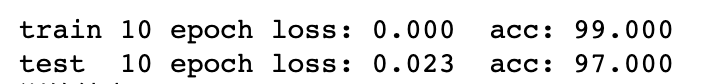 train 10 epoch loss: 0.000  acc: 99.000
test  10 epoch loss: 0.023  acc: 97.000